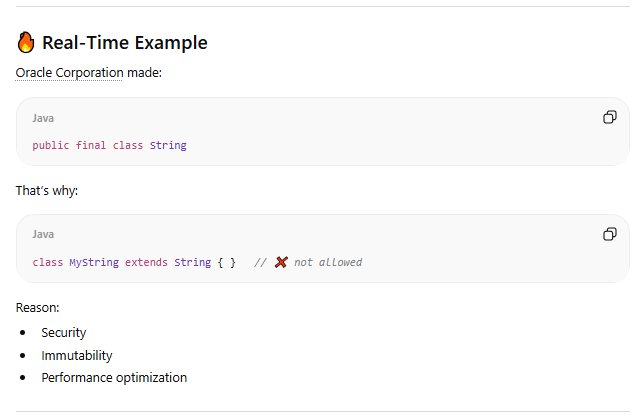 🔥 Real-Time Example
Oracle Corporation made:
Java
public final class String
That's why:
Java
class MyString extends String { }   // ❌ not allowed
Reason:
• Security
• Immutability
• Performance optimization